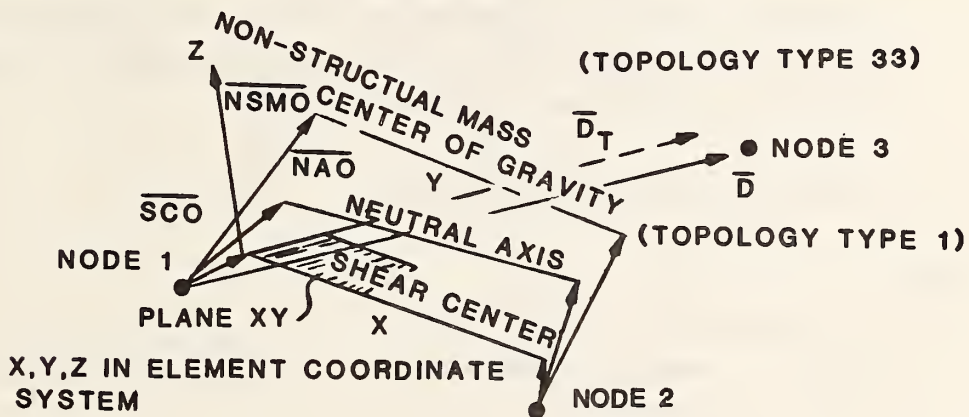 NON-STRUCTUAL MASS
CENTER OF GRAVITY
(TOPOLOGY TYPE 33)
Z
NSMO
D̅T
NODE 3
NAO
Y
D̅
SCO
NEUTRAL AXIS
(TOPOLOGY TYPE 1)
NODE 1
SHEAR CENTER
PLANE XY
X
X,Y,Z IN ELEMENT COORDINATE
SYSTEM
NODE 2